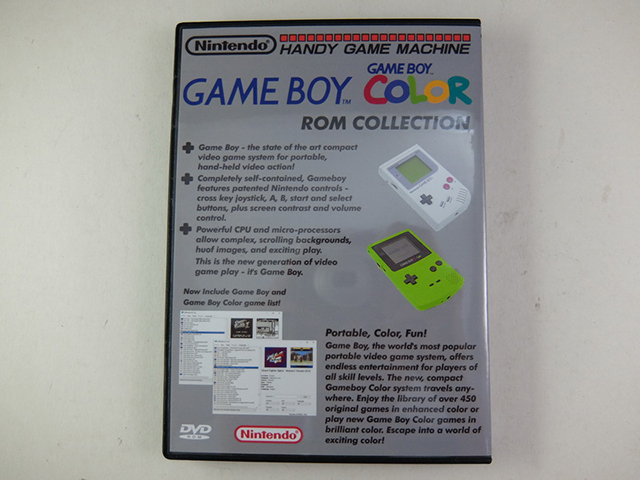 Nintendo HANDY GAME MACHINE
GAME BOY™ GAME BOY™ COLOR
ROM COLLECTION
Game Boy - the state of the art compact
video game system for portable,
hand-held video action!
Completely self-contained, Gameboy
features patented Nintendo controls -
cross key joystick, A, B, start and select
buttons, plus screen contrast and volume
control.
Powerful CPU and micro-processors
allow complex, scrolling backgrounds,
huof images, and exciting play.
This is the new generation of video
game play - it's Game Boy.
Now Include Game Boy and
Game Boy Color game list!
Portable, Color, Fun!
Game Boy, the world's most popular
portable video game system, offers
endless entertainment for players of
all skill levels. The new, compact
Gameboy Color system travels any-
where. Enjoy the library of over 450
original games in enhanced color or
play new Game Boy Color games in
brilliant color. Escape into a world of
exciting color!
DVD
Nintendo